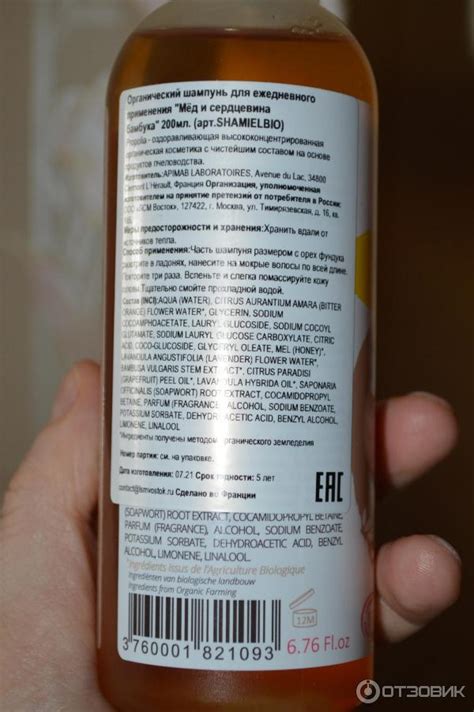 Органический шампунь для ежедневного
применения "Мёд и сердцевина
бамбука" 200мл. (арт.SHAMIELBIO)
Propolia - оздоравливающая высококонцентрированная
органическая косметика с чистейшим составом на основе
продуктов пчеловодства.
Изготовитель:APIMAB LABORATOIRES, Avenue du Lac, 34800
Clermont L'Hérault, Франция Организация, уполномоченная
изготовителем на принятие претензий от потребителя в России:
ООО «ЛСМ Восток», 127422, г. Москва, ул. Тимирязевская, д. 16, кв.
Меры предосторожности и хранения:Хранить вдали от
источников тепла.
Способ применения:Часть шампуня размером с орех фундука
разотрите в ладонях, нанесите на мокрые волосы по всей длине.
Повторите три раза. Вспеньте и слегка помассируйте кожу
головы. Тщательно смойте прохладной водой.
Состав (INCI):AQUA (WATER), CITRUS AURANTIUM AMARA (BITTER
ORANGE) FLOWER WATER*, GLYCERIN, SODIUM
COCOAMPHOACETATE, LAURYL GLUCOSIDE, SODIUM COCOYL
GLUTAMATE, SODIUM LAURYL GLUCOSE CARBOXYLATE, CITRIC
ACID, COCO-GLUCOSIDE, GLYCERYL OLEATE, MEL (HONEY)*,
LAVANDULA ANGUSTIFOLIA (LAVENDER) FLOWER WATER*,
BAMBUSA VULGARIS STEM EXTRACT*, CITRUS PARADISI
(GRAPEFRUIT) PEEL OIL*, LAVANDULA HYBRIDA OIL*, SAPONARIA
OFFICINALIS (SOAPWORT) ROOT EXTRACT, COCAMIDOPROPYL
BETAINE, PARFUM (FRAGRANCE), ALCOHOL, SODIUM BENZOATE,
POTASSIUM SORBATE, DEHYDROACETIC ACID, BENZYL ALCOHOL,
LIMONENE, LINALOOL
*Ингредиенты получены методом органического земледелия
Номер партии: см. на упаковке.
Дата изготовления: 07.21 Срок годности: 5 лет
contact@lsmvostok.ru Сделано во Франции
EAC
(SOAPWORT) ROOT EXTRACT, COCAMIDOPROPYL BETAINE,
PARFUM (FRAGRANCE), ALCOHOL, SODIUM BENZOATE,
POTASSIUM SORBATE, DEHYDROACETIC ACID, BENZYL
ALCOHOL, LIMONENE, LINALOOL.
*Ingrédients issus de l'Agriculture Biologique
Ingrediënten van biologische landbouw
Ingredients from Organic Farming
12M
3 760001 821093
6.76 Fl.oz
ОТЗОВИК